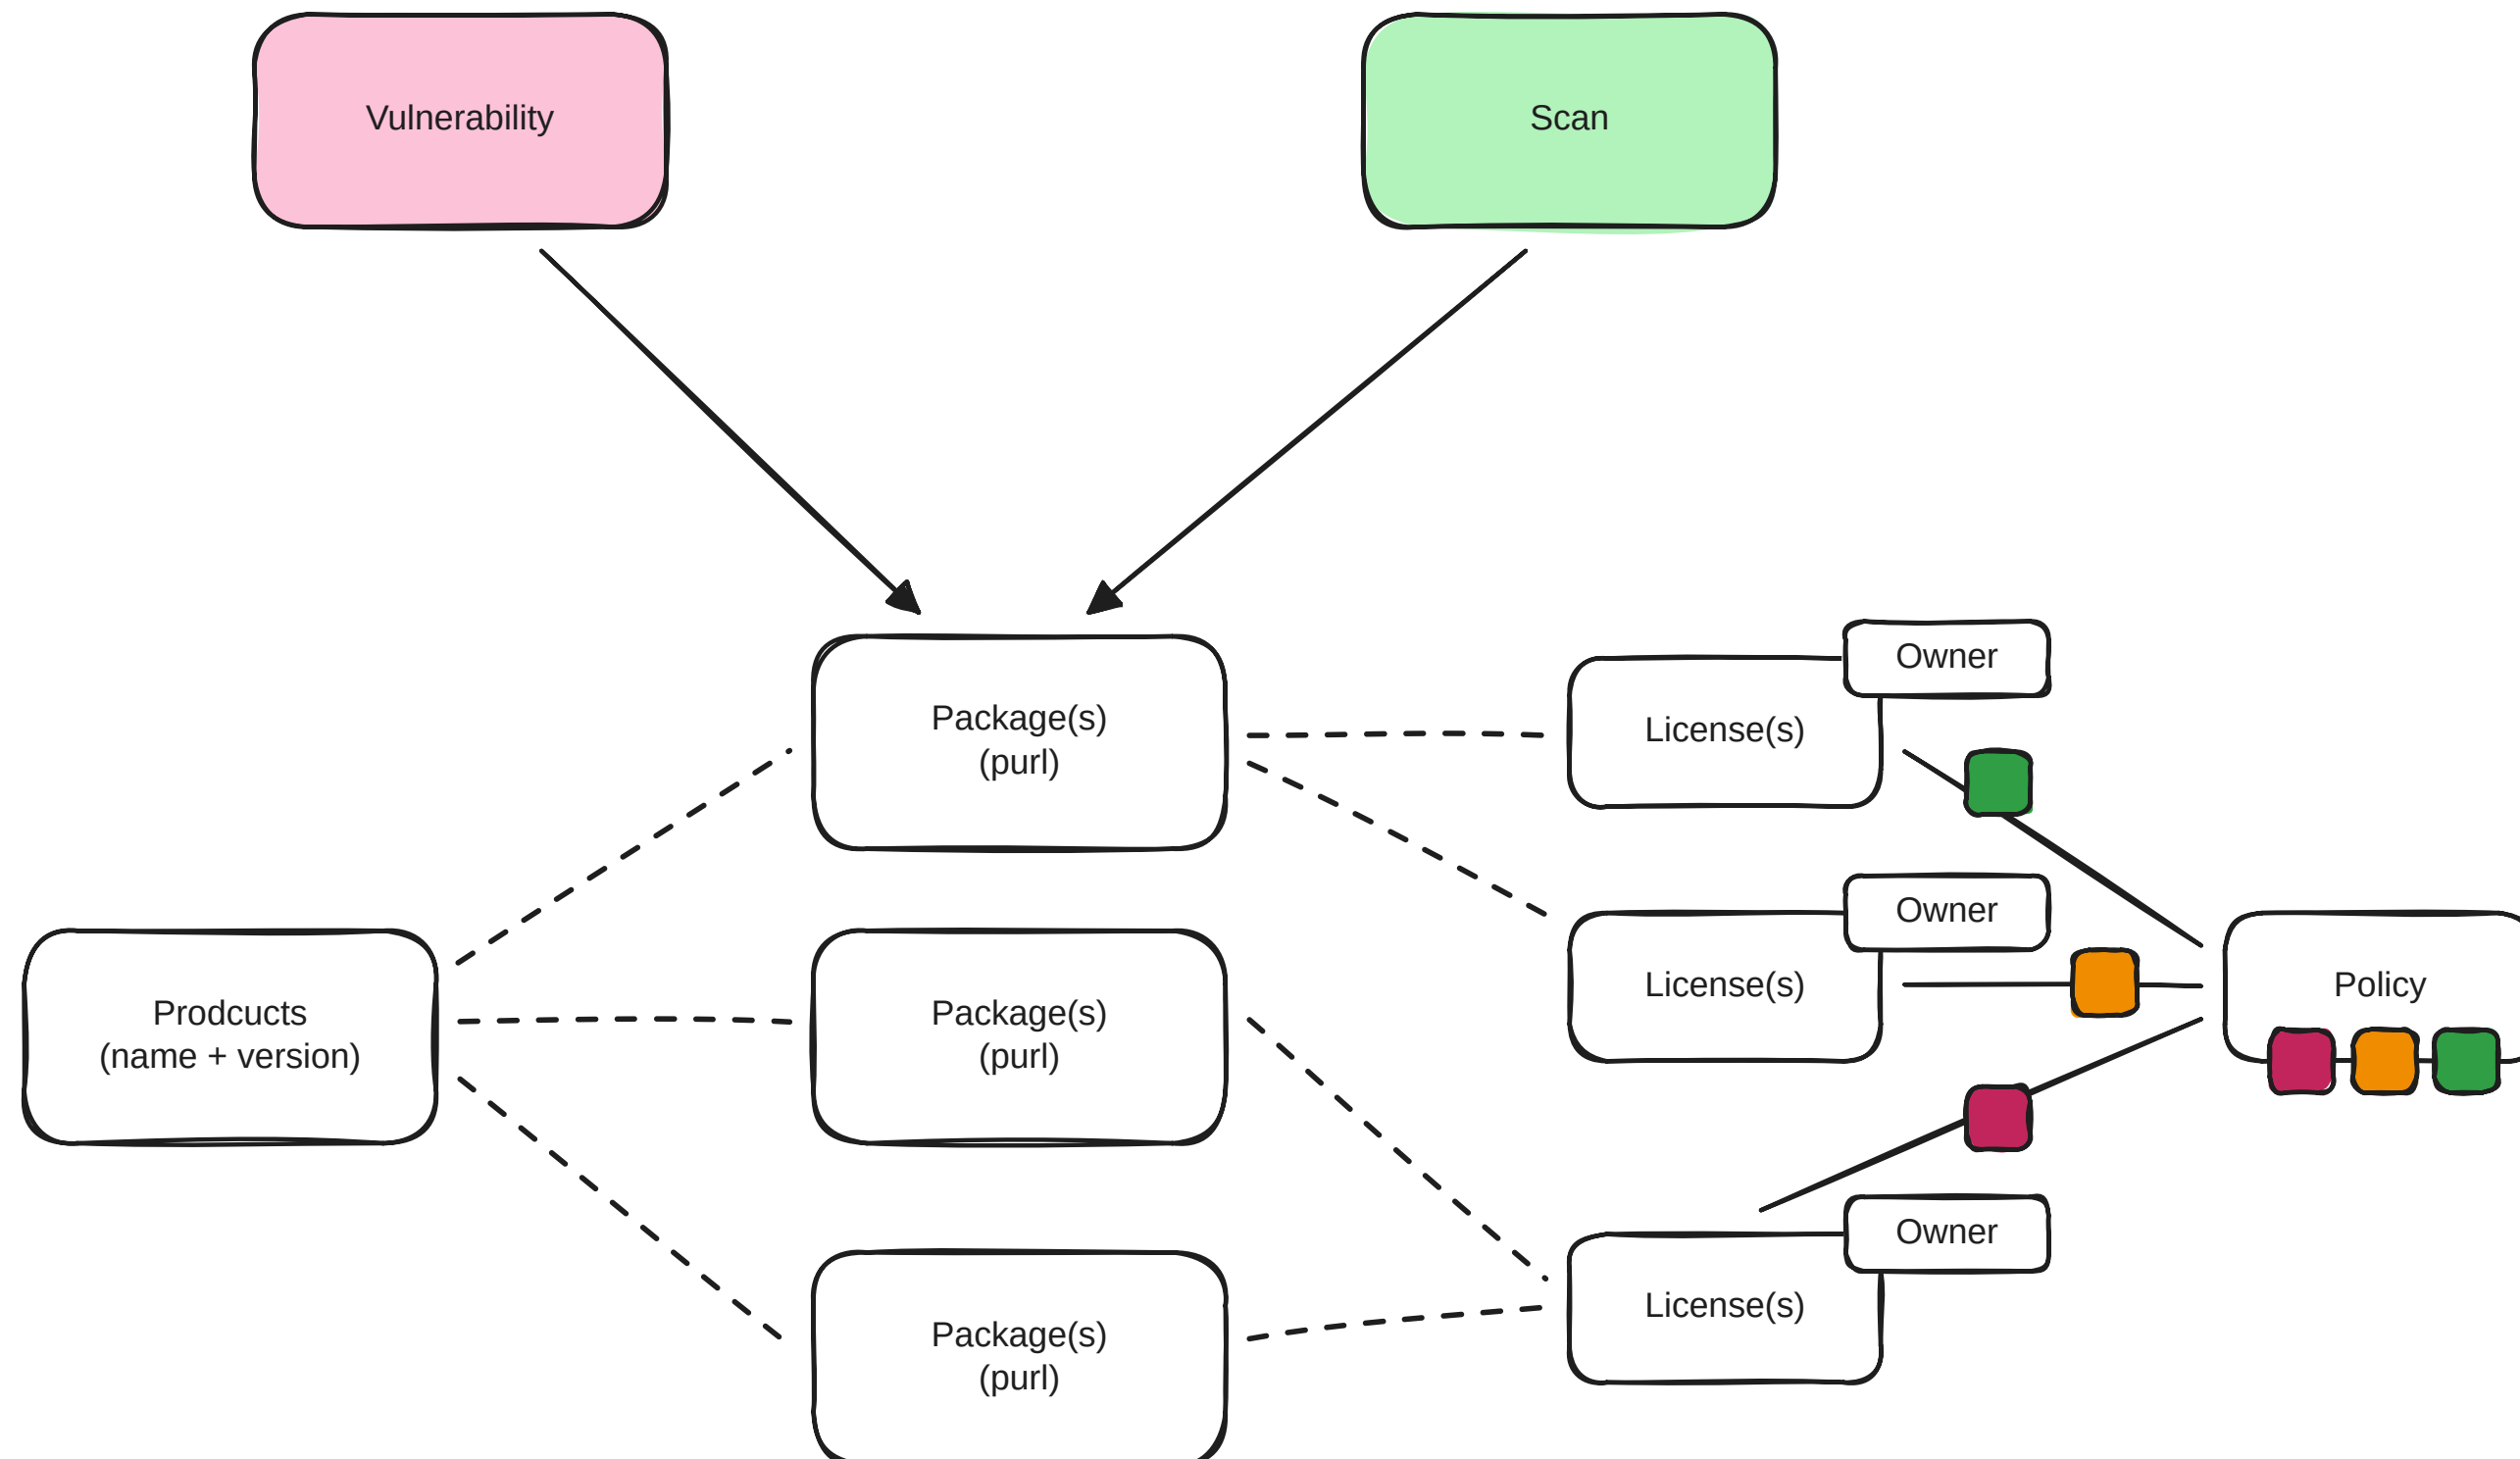 Vulnerability
Scan
Package(s)
(purl)
Owner
License(s)
Owner
License(s)
Policy
Prodcucts
(name + version)
Package(s)
(purl)
Owner
License(s)
Package(s)
(purl)